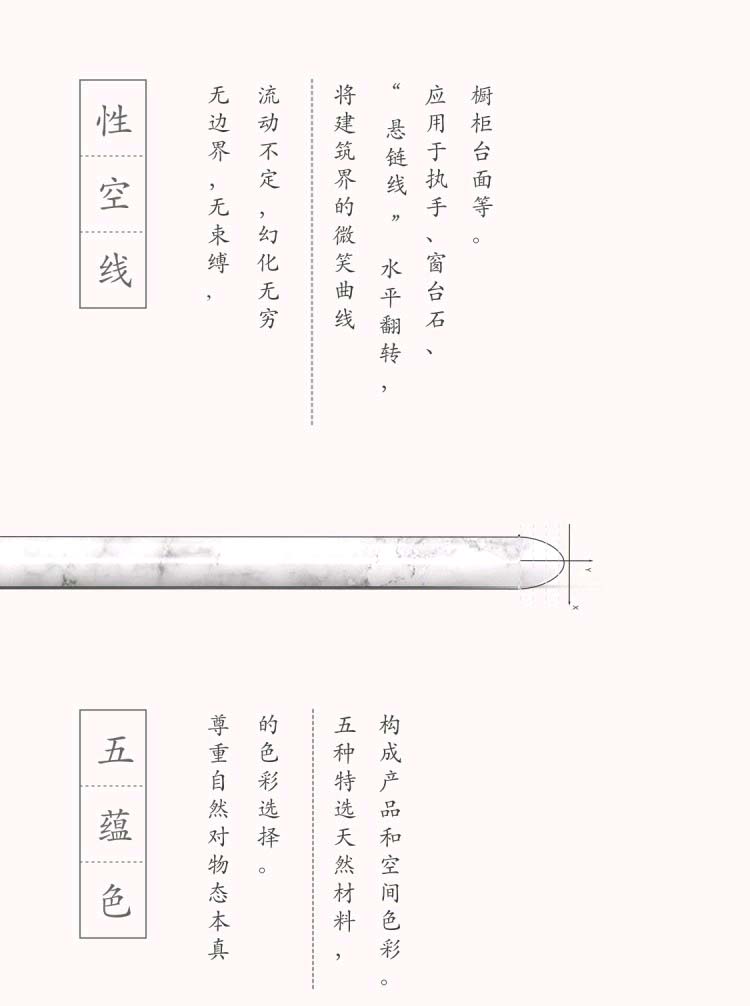 性空线
无边界，无束缚，
流动不定，幻化无穷
将建筑界的微笑曲线
“悬链线”水平翻转，
应用于执手、窗台石、
橱柜台面等。
Y
X
五蕴色
尊重自然对物态本真
的色彩选择。
五种特选天然材料，
构成产品和空间色彩。